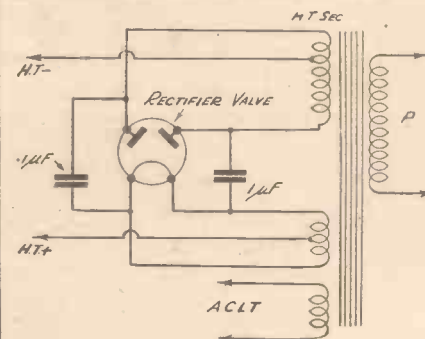 H T SEC
H.T-
RECTIFIER VALVE
P
.1µF
.1µF
H.T+
A C L T